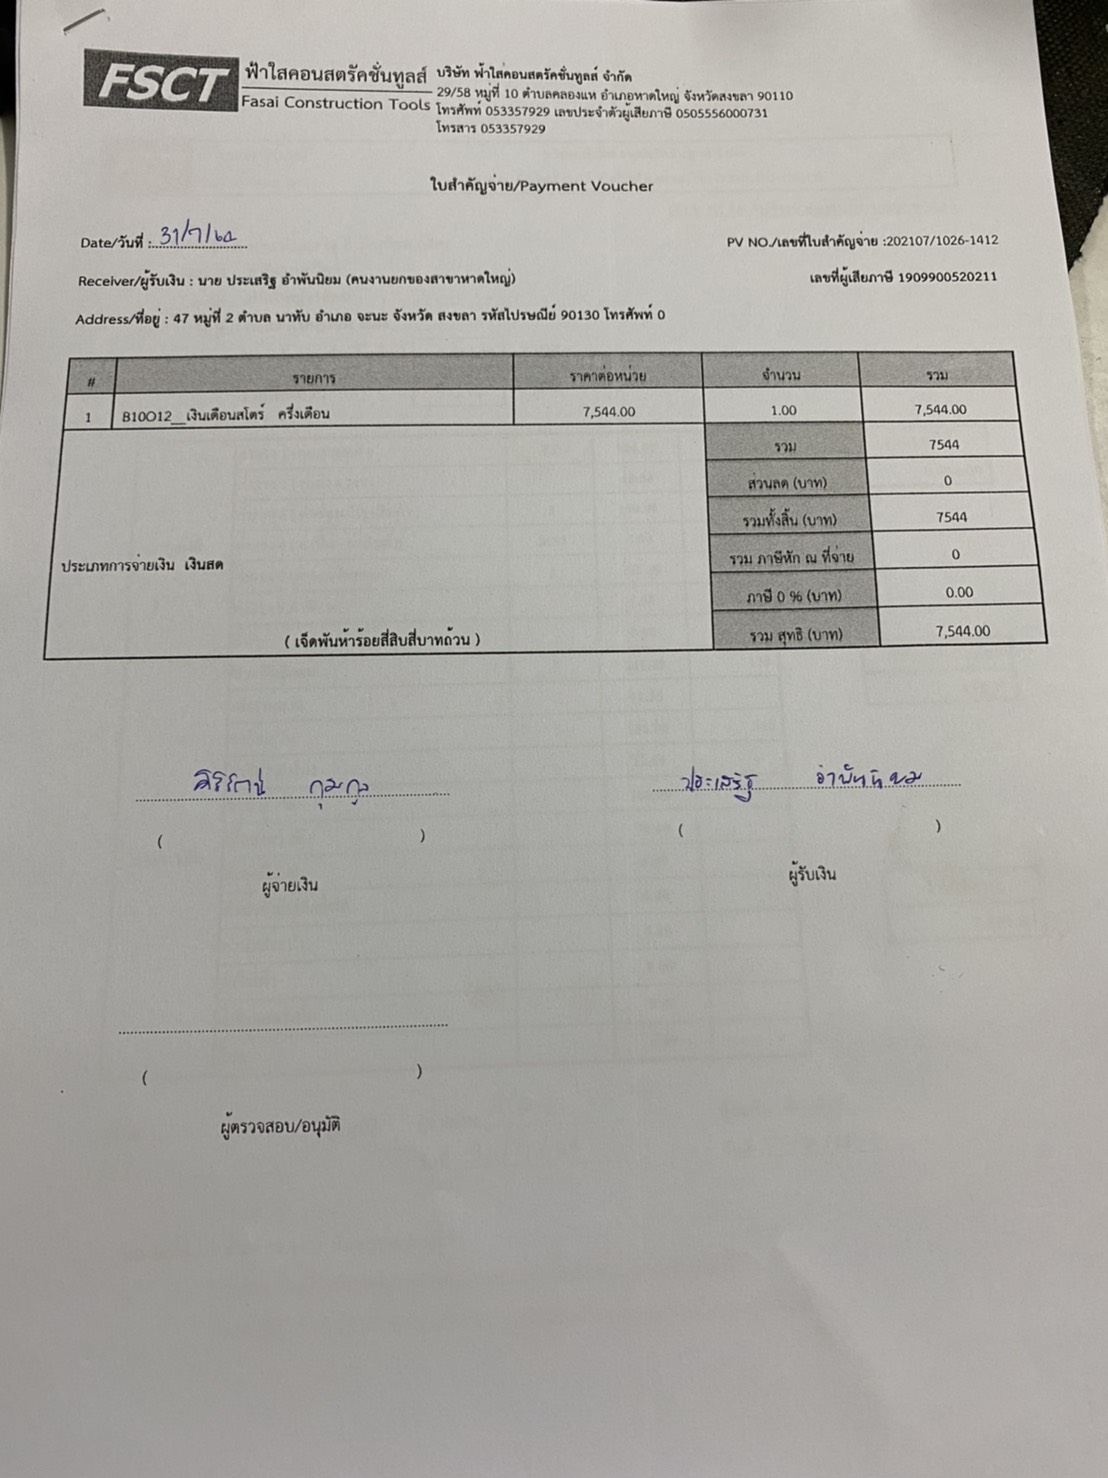 FSCT
ฟ้าใสคอนสตรัคชั่นทูลส์
Fasai Construction Tools
บริษัท ฟ้าใสคอนสตรัคชั่นทูลส์ จำกัด
29/58 หมู่ที่ 10 ตำบลคลองแห อำเภอหาดใหญ่ จังหวัดสงขลา 90110
โทรศัพท์ 053357929 เลขประจำตัวผู้เสียภาษี 0505556000731
โทรสาร 053357929
ใบสำคัญจ่าย/Payment Voucher
Date/วันที่ : 31/7/64
PV NO./เลขที่ใบสำคัญจ่าย :202107/1026-1412
Receiver/ผู้รับเงิน : นาย ประเสริฐ อำพันนิยม (คนงานยกของสาขาหาดใหญ่)
เลขที่ผู้เสียภาษี 1909900520211
Address/ที่อยู่ : 47 หมู่ที่ 2 ตำบล นาทับ อำเภอ จะนะ จังหวัด สงขลา รหัสไปรษณีย์ 90130 โทรศัพท์ 0
# รายการ ราคาต่อหน่วย จำนวน รวม
1 B10O12__เงินเดือนสโตร์ ครึ่งเดือน 7,544.00 1.00 7,544.00
รวม 7544
ส่วนลด (บาท) 0
รวมทั้งสิ้น (บาท) 7544
ประเภทการจ่ายเงิน เงินสด
รวม ภาษีหัก ณ ที่จ่าย 0
ภาษี 0 % (บาท) 0.00
( เจ็ดพันห้าร้อยสี่สิบสี่บาทถ้วน )
รวม สุทธิ (บาท) 7,544.00
ประเสริฐ อำพันนิยม
( ) ( )
ผู้จ่ายเงิน ผู้รับเงิน
( )
ผู้ตรวจสอบ/อนุมัติ